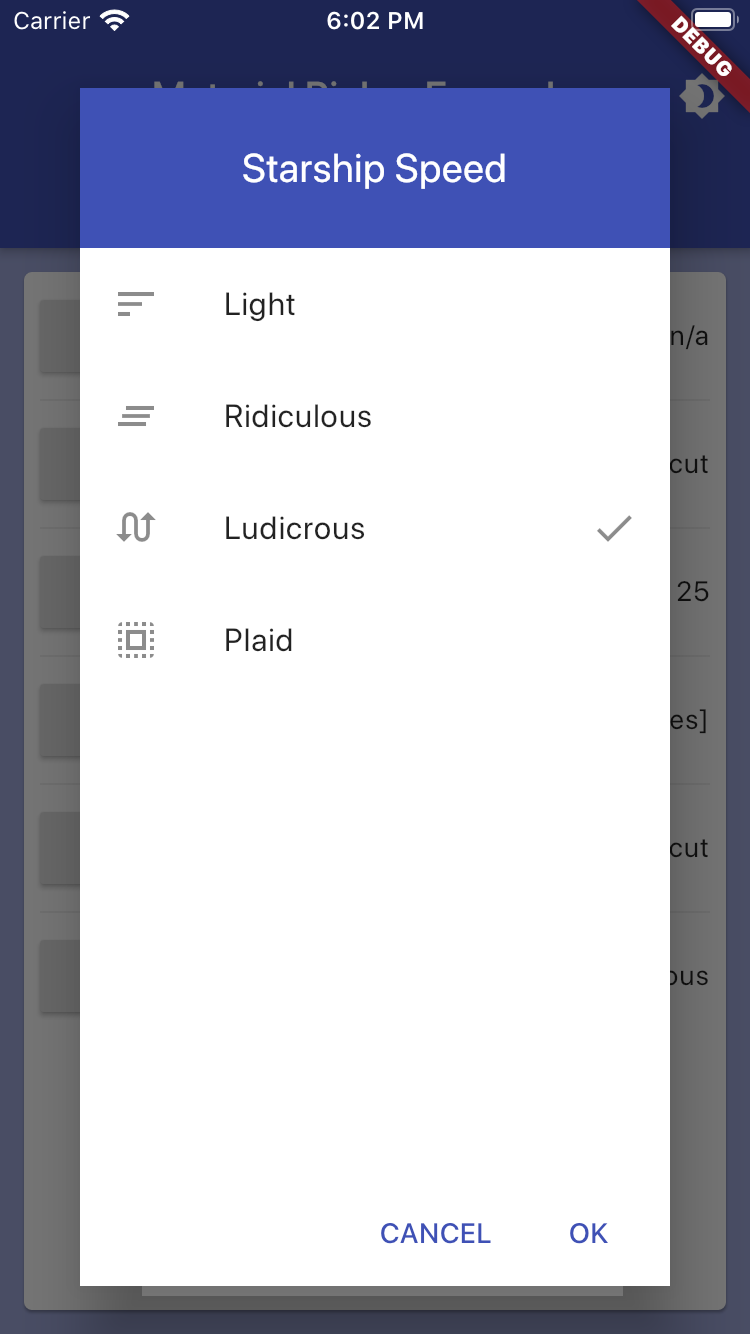 Carrier 6:02 PM
DEBUG
Starship Speed
Light
n/a
Ridiculous
cut
Ludicrous
25
Plaid
es]
cut
ous
CANCEL OK